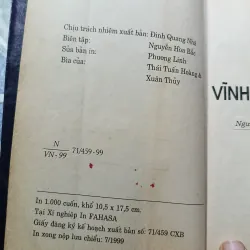 Chịu trách nhiệm xuất bản: Đinh Quang Nhã
Biên tập: Nguyễn Hoa Bắc
Sửa bản in: Phương Lánh
Bìa của: Thái Tuấn Hoàng &
Xuân Thủy
N
VN-99
71/459-99
In 1.000 cuốn, khổ 10,5 x 17,5 cm.
Tại Xí nghiệp In FAHASA
Giấy đăng ký kế hoạch xuất bản số: 71/459 CXB
In xong nộp lưu chiểu: 7/1999
VĨNH